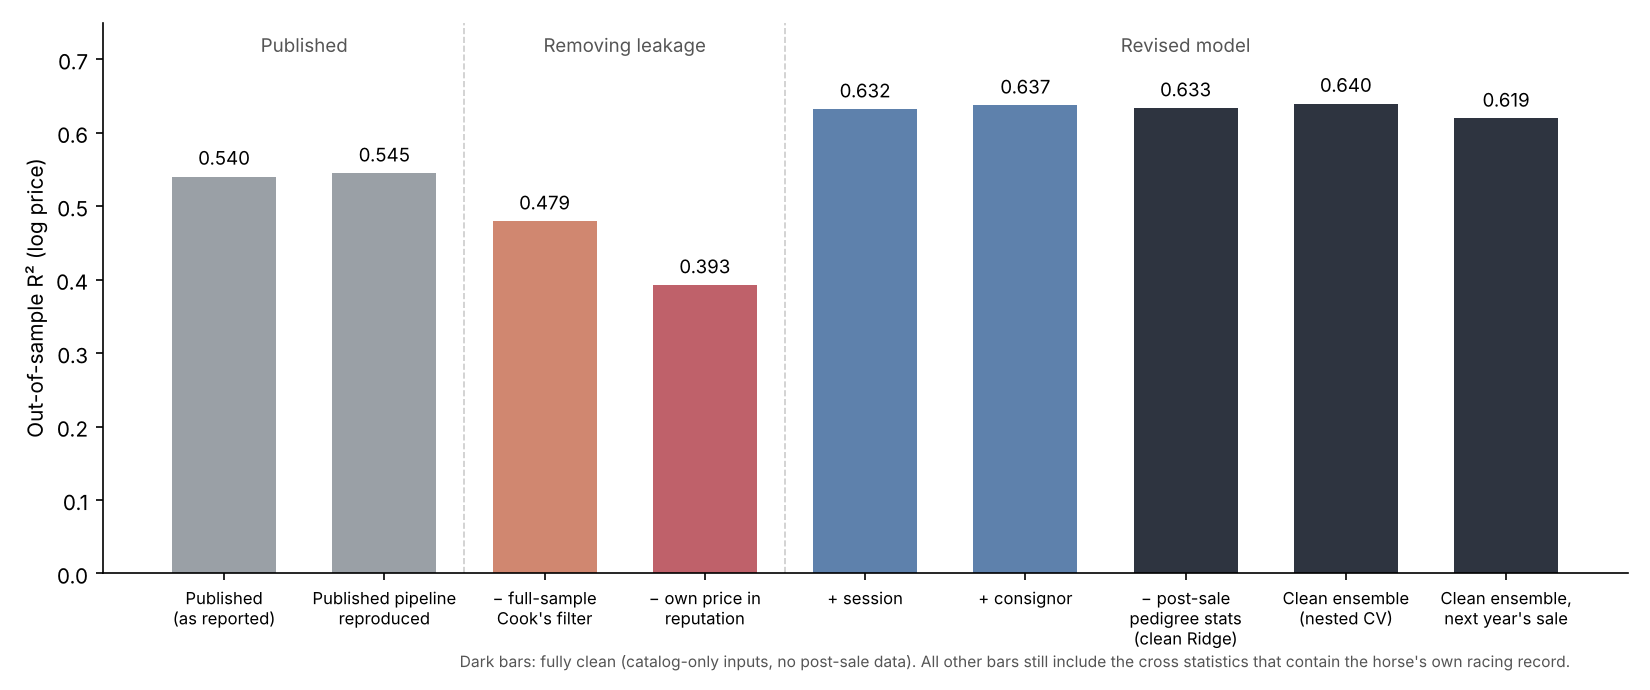 Published
Removing leakage
Revised model
Out-of-sample R² (log price)
0.7
0.6
0.5
0.4
0.3
0.2
0.1
0.0
0.540
0.545
0.479
0.393
0.632
0.637
0.633
0.640
0.619
Published
(as reported)
Published pipeline
reproduced
− full-sample
Cook's filter
− own price in
reputation
+ session
+ consignor
− post-sale
pedigree stats
(clean Ridge)
Clean ensemble
(nested CV)
Clean ensemble,
next year's sale
Dark bars: fully clean (catalog-only inputs, no post-sale data). All other bars still include the cross statistics that contain the horse's own racing record.